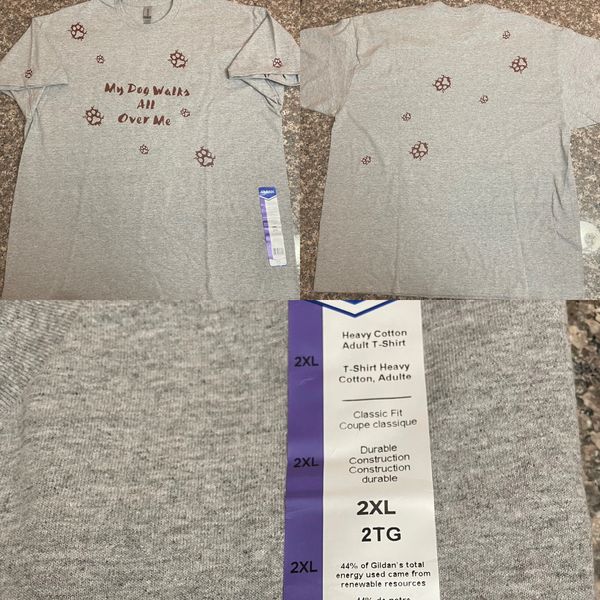 My Dog Walks
All
Over Me
GILDAN
Heavy Cotton
Adult T-Shirt
2XL
T-Shirt Heavy
Cotton, Adulte
Classic Fit
Coupe classique
Durable
Construction
2XL
Construction
durable
2XL
2TG
2XL
44% of Gildan's total
energy used came from
renewable resources